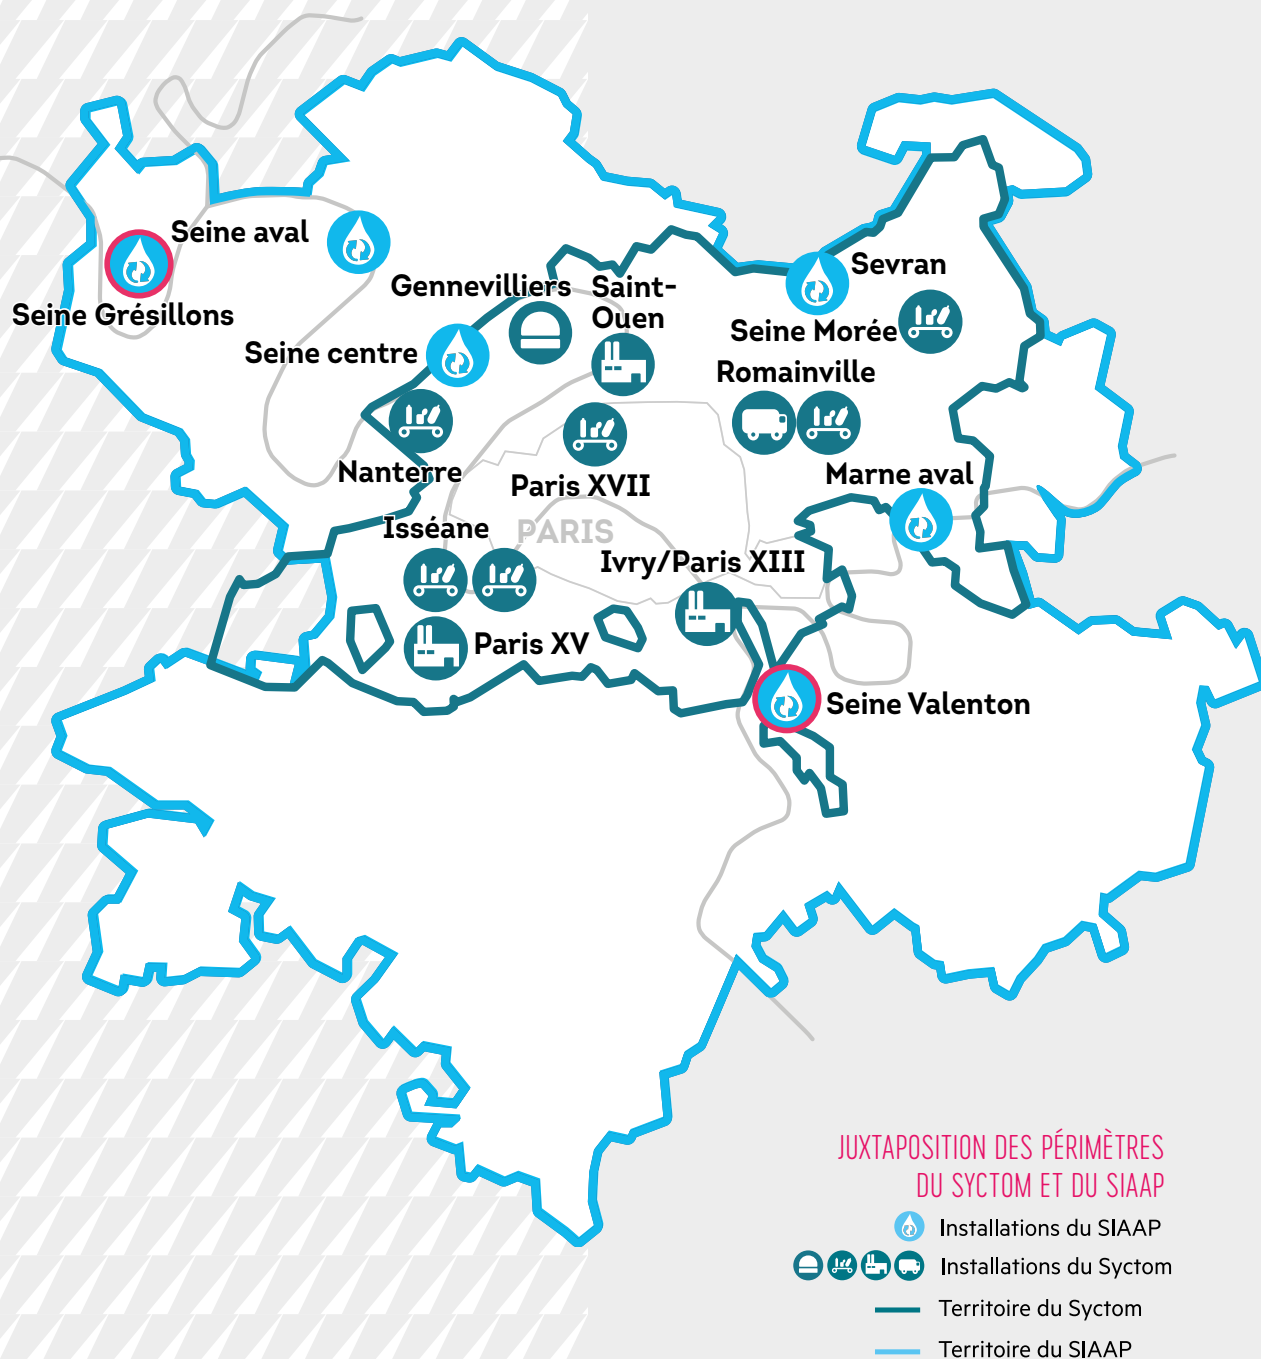 Seine aval
Seine Grésillons
Gennevilliers
Saint-
Ouen
Sevran
Seine centre
Seine Morée
Romainville
Nanterre
Paris XVII
Marne aval
Isséane
PARIS
Ivry/Paris XIII
Paris XV
Seine Valenton
JUXTAPOSITION DES PÉRIMÈTRES
DU SYCTOM ET DU SIAAP
Installations du SIAAP
Installations du Syctom
Territoire du Syctom
Territoire du SIAAP